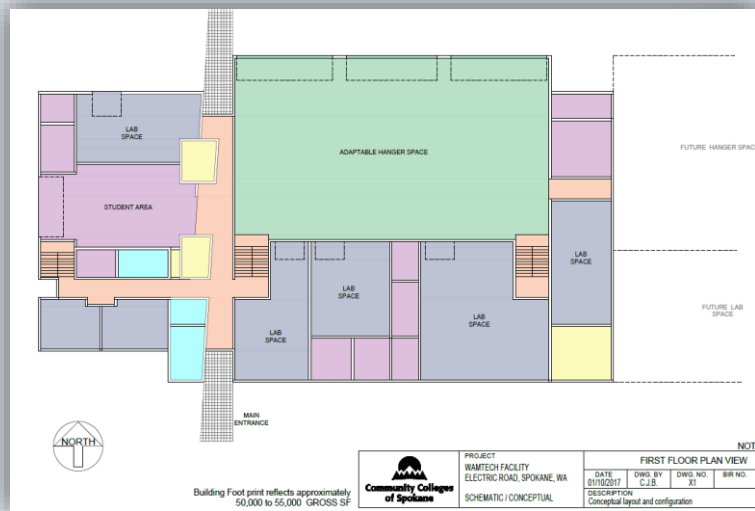 LAB
SPACE
ADAPTABLE HANGER SPACE
FUTURE HANGER SPAC
STUDENT AREA
LAB
SPACE
LAB
SPACE
LAB
SPACE
LAB
SPACE
FUTURE LAB
SPACE
MAIN
ENTRANCE
NORTH
Building Foot print reflects approximately
50,000 to 55,000 GROSS SF
Community Colleges
of Spokane
PROJECT
WAMTECH FACILITY
ELECTRIC ROAD, SPOKANE, WA
SCHEMATIC / CONCEPTUAL
NOT
FIRST FLOOR PLAN VIEW
DATE
01/10/2017
DWG. BY
C.J.B.
DWG. NO.
X1
BIR NO.
DESCRIPTION
Conceptual layout and configuration